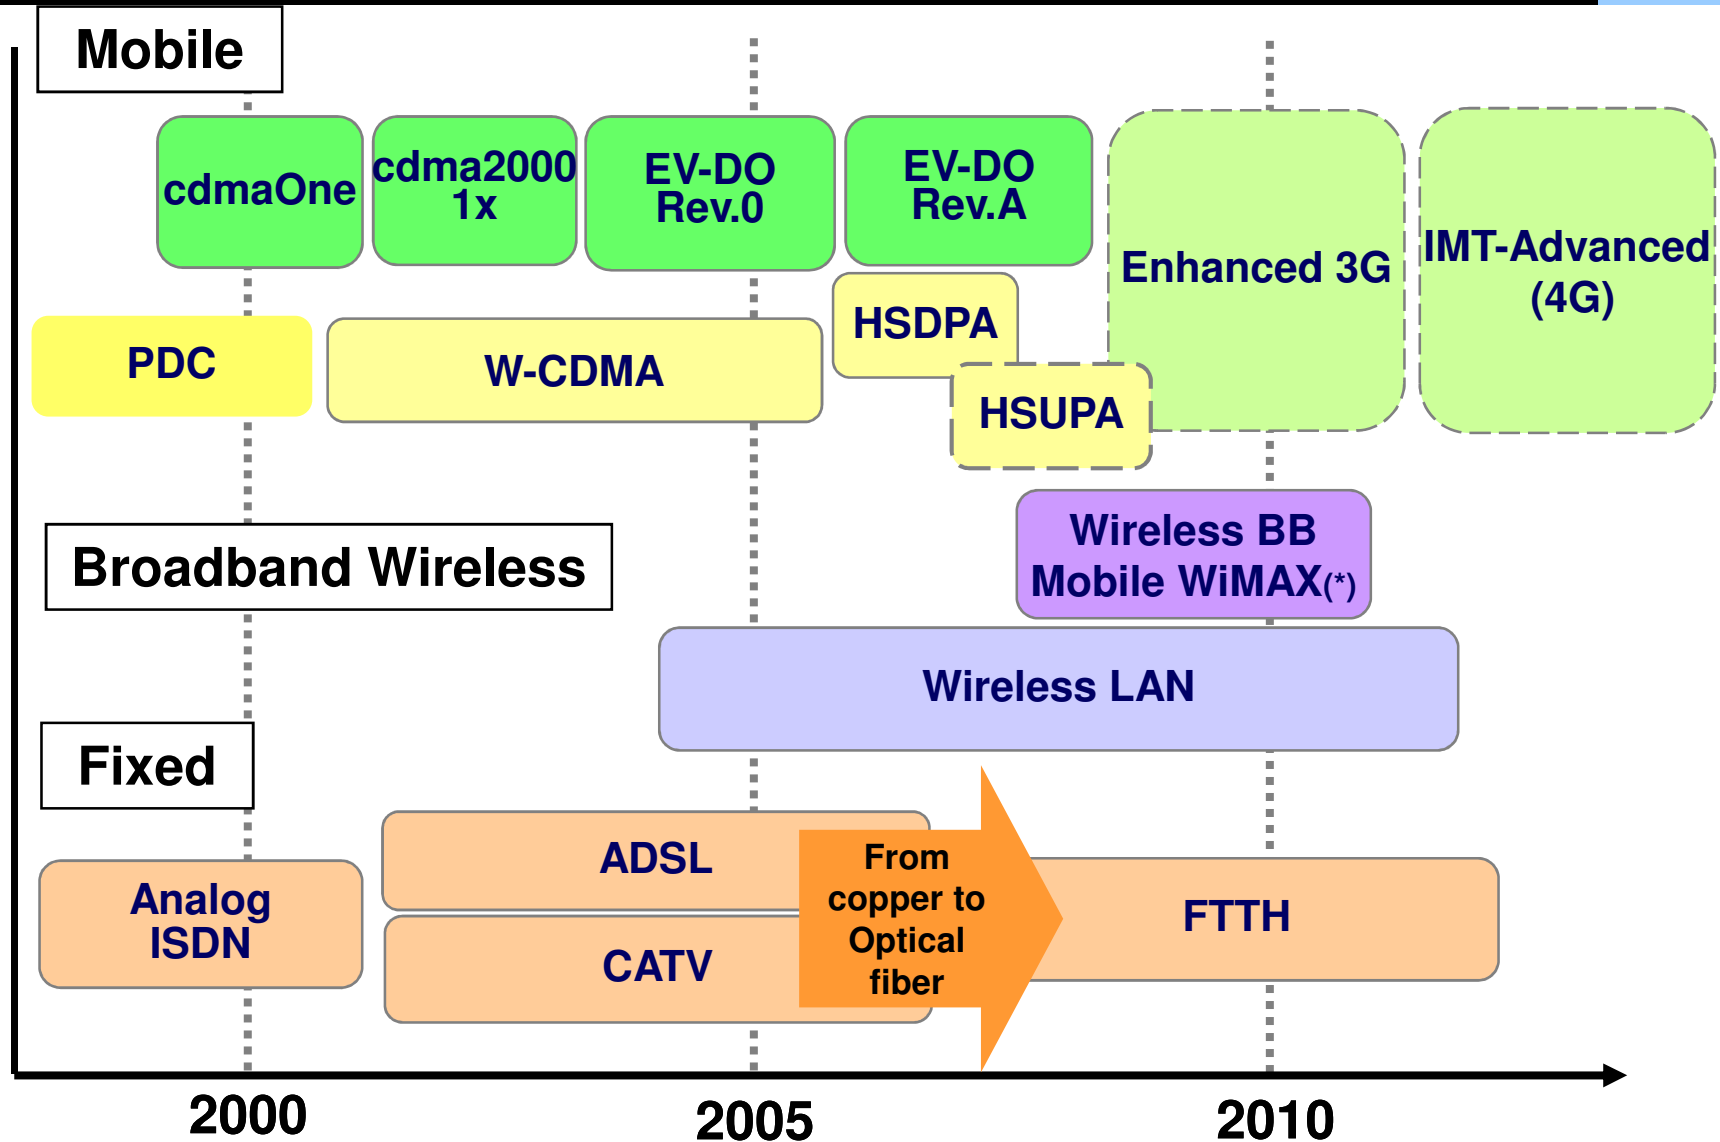 Mobile
cdmaOne
cdma2000
1x
EV-DO
Rev.0
EV-DO
Rev.A
Enhanced 3G
IMT-Advanced
(4G)
PDC
W-CDMA
HSDPA
HSUPA
Broadband Wireless
Wireless BB
Mobile WiMAX(*)
Wireless LAN
Fixed
Analog
ISDN
ADSL
CATV
From
copper to
Optical
fiber
FTTH
2000
2005
2010